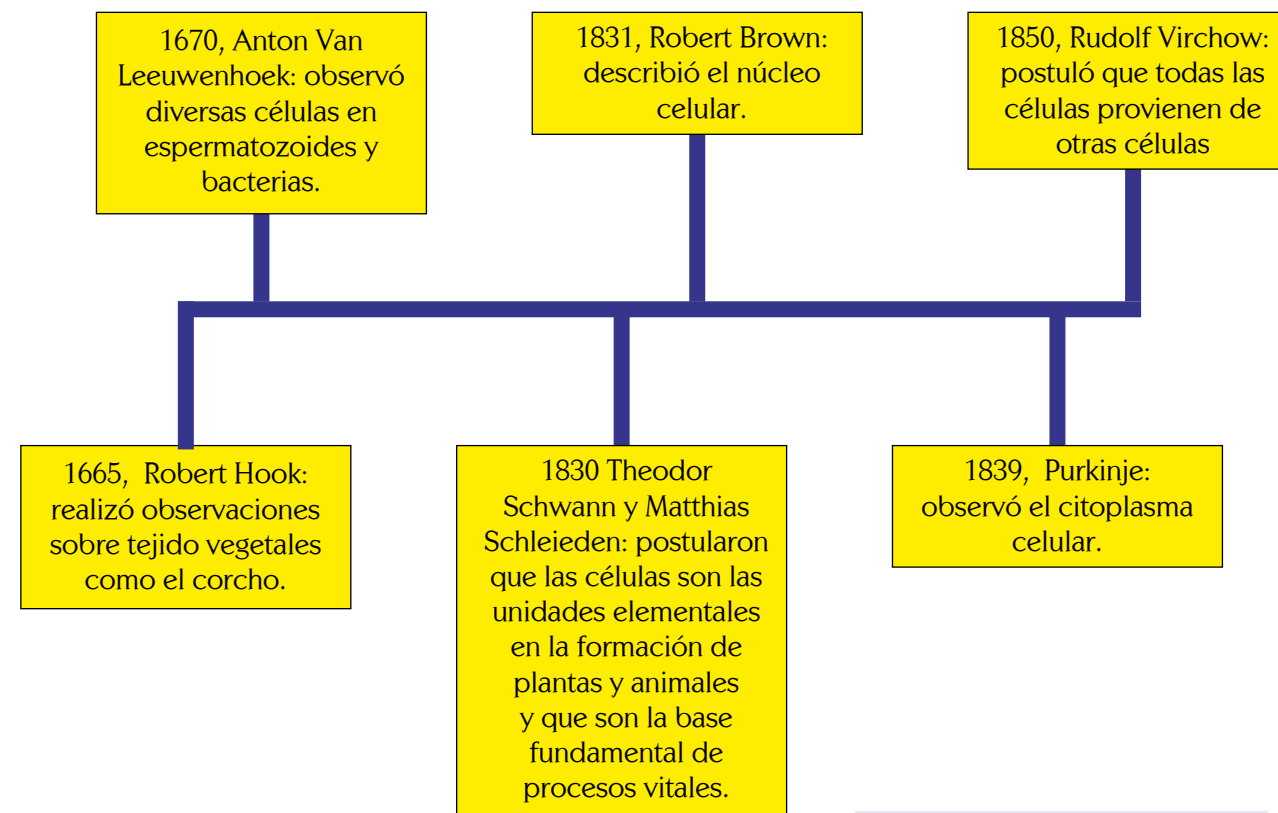 1670, Anton Van
Leeuwenhoek: observó
diversas células en
espermatozoides y
bacterias.
1831, Robert Brown:
describió el núcleo
celular.
1850, Rudolf Virchow:
postuló que todas las
células provienen de
otras células
1665, Robert Hook:
realizó observaciones
sobre tejido vegetales
como el corcho.
1830 Theodor
Schwann y Matthias
Schleieden: postularon
que las células son las
unidades elementales
en la formación de
plantas y animales
y que son la base
fundamental de
procesos vitales.
1839, Purkinje:
observó el citoplasma
celular.